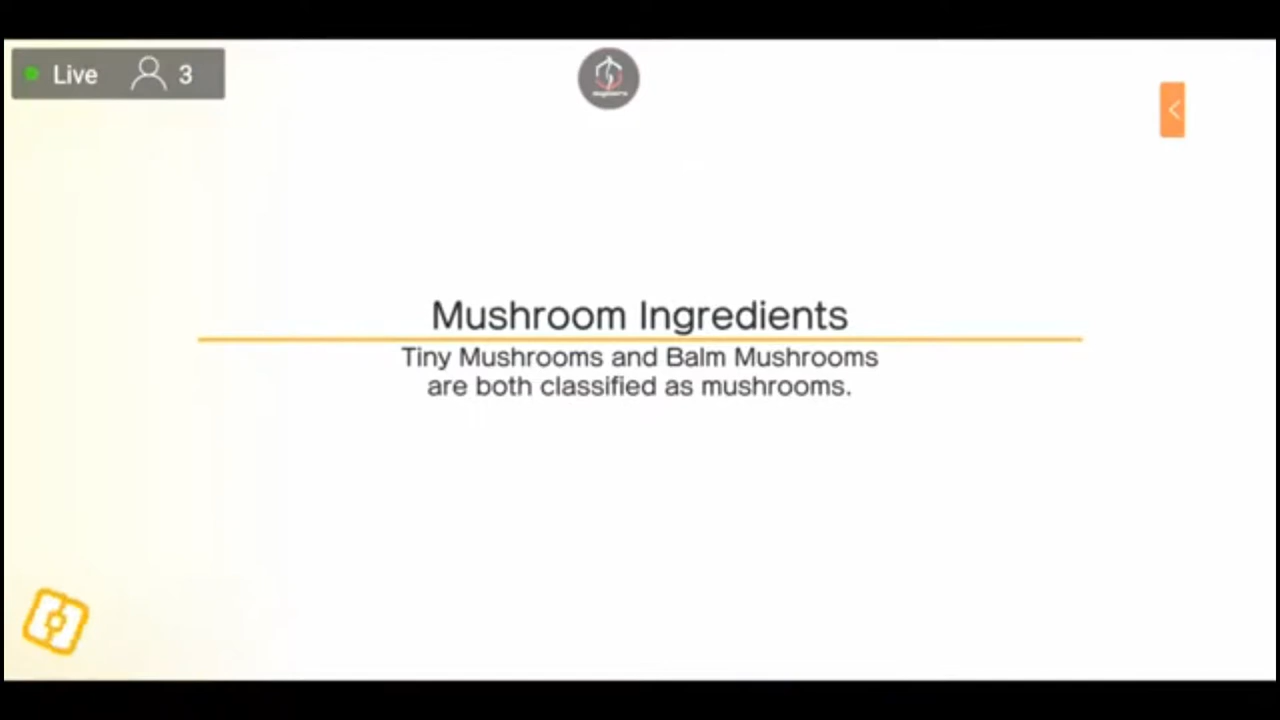 Live 3
Mushroom Ingredients
Tiny Mushrooms and Balm Mushrooms
are both classified as mushrooms.